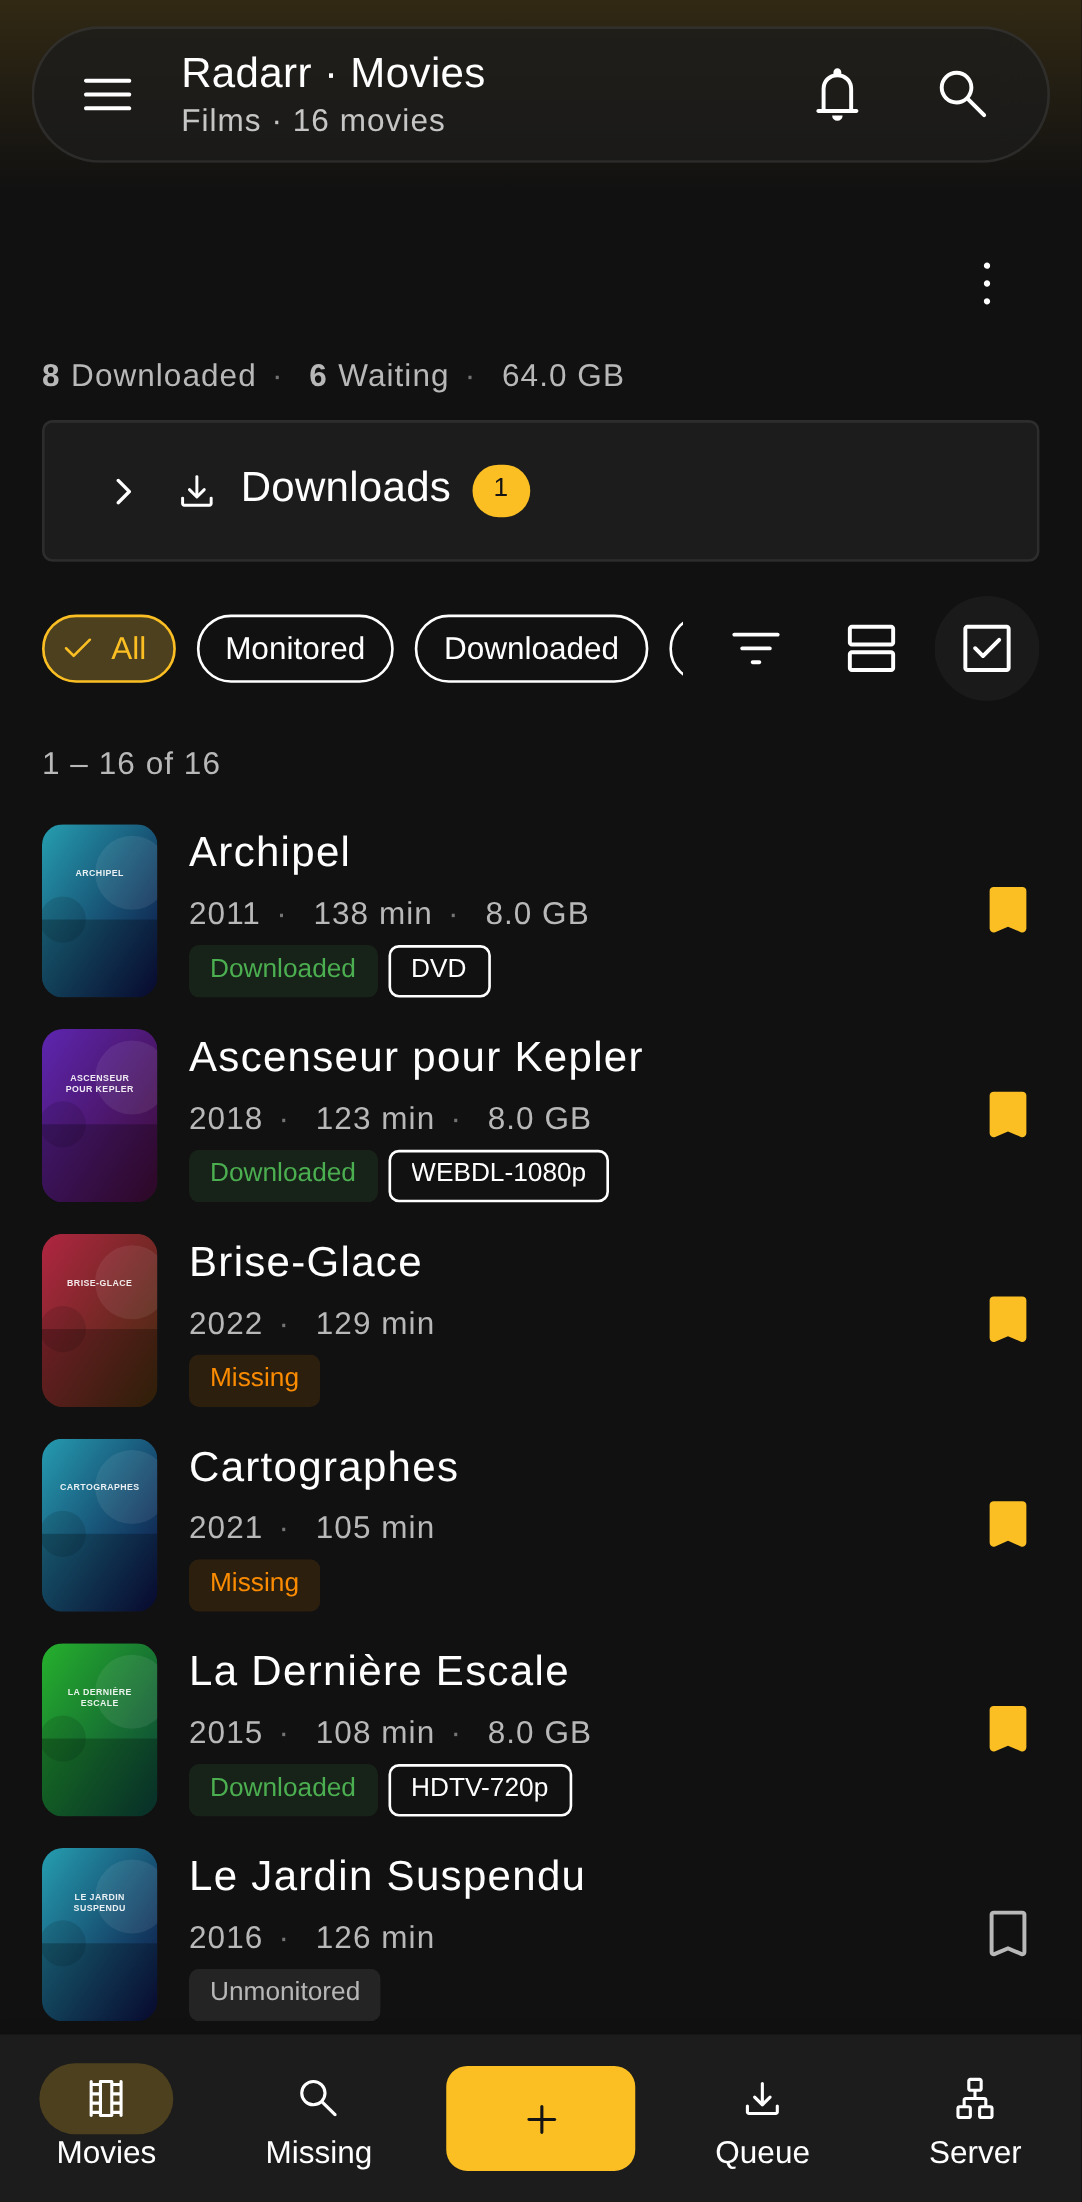 Radarr · Movies
Films · 16 movies
8 Downloaded · 6 Waiting · 64.0 GB
Downloads 1
All Monitored Downloaded
1 – 16 of 16
ARCHIPEL
Archipel
2011 · 138 min · 8.0 GB
Downloaded DVD
ASCENSEUR
POUR KEPLER
Ascenseur pour Kepler
2018 · 123 min · 8.0 GB
Downloaded WEBDL-1080p
BRISE-GLACE
Brise-Glace
2022 · 129 min
Missing
CARTOGRAPHES
Cartographes
2021 · 105 min
Missing
LA DERNIÈRE
ESCALE
La Dernière Escale
2015 · 108 min · 8.0 GB
Downloaded HDTV-720p
LE JARDIN
SUSPENDU
Le Jardin Suspendu
2016 · 126 min
Unmonitored
Movies Missing Queue Server